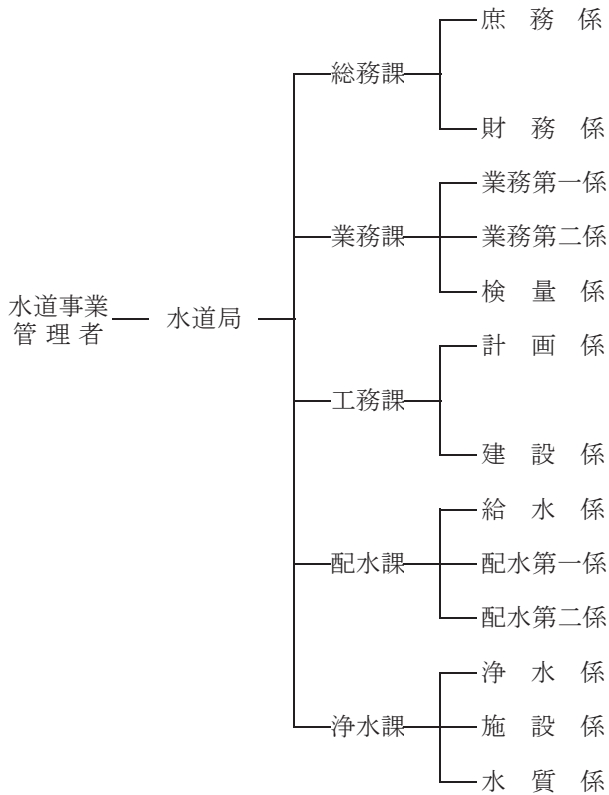 水道事業
管理者
水道局
総務課
庶務係
財務係
業務課
業務第一係
業務第二係
検量係
工務課
計画係
建設係
配水課
給水係
配水第一係
配水第二係
浄水課
浄水係
施設係
水質係